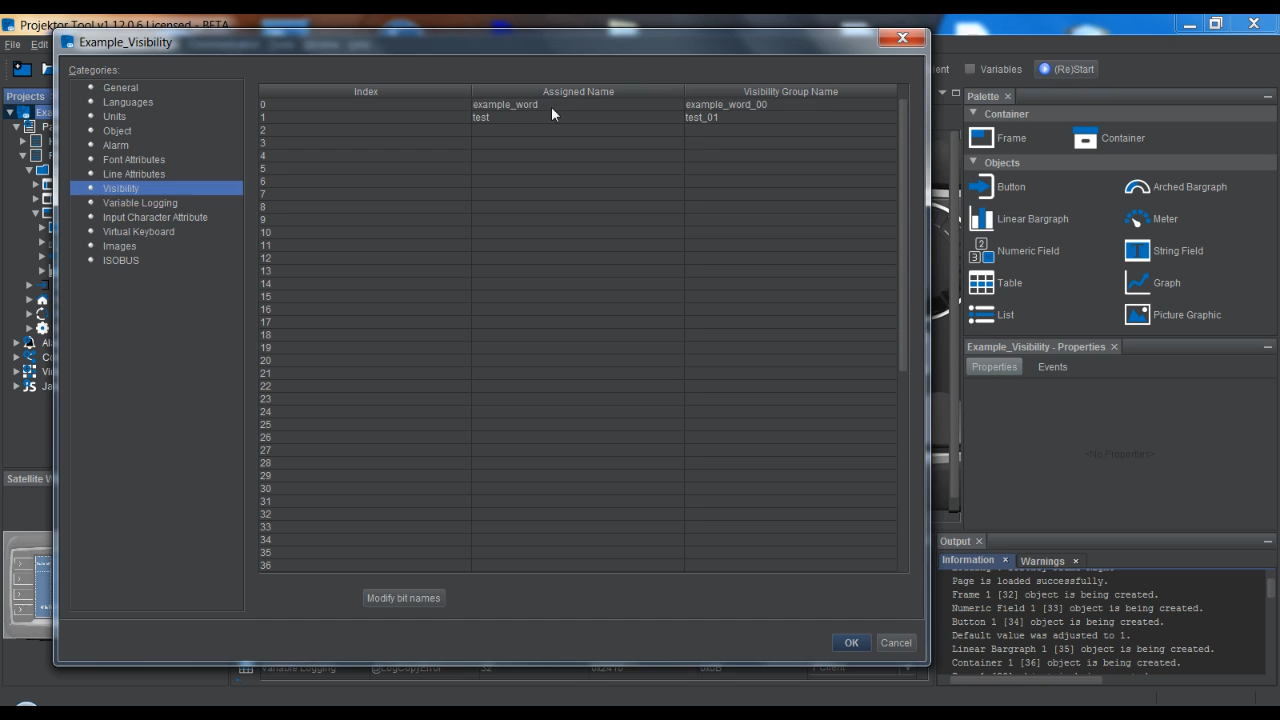 Projektor Tool v1.12.0.6 Licensed - BETA
File Edit
Example_Visibility
Categories:
General
Languages
Units
Object
Alarm
Font Attributes
Line Attributes
Visibility
Variable Logging
Input Character Attribute
Virtual Keyboard
Images
ISOBUS
Index Assigned Name Visibility Group Name
0 example_word example_word_00
1 test test_01
2
3
4
5
6
7
8
9
10
11
12
13
14
15
16
17
18
19
20
21
22
23
24
25
26
27
28
29
30
31
32
33
34
35
36
Modify bit names
OK Cancel
Projects
Satellite W
Variables (Re)Start
Palette
Container
Frame Container
Objects
Button Arched Bargraph
Linear Bargraph Meter
Numeric Field String Field
Table Graph
List Picture Graphic
Example_Visibility - Properties
Properties Events
<No Properties>
Output
Information Warnings
Page is loaded successfully.
Frame 1 [32] object is being created.
Numeric Field 1 [33] object is being created.
Button 1 [34] object is being created.
Default value was adjusted to 1.
Linear Bargraph 1 [35] object is being created.
Container 1 [36] object is being created.
Variable Logging @LogCopyError 32